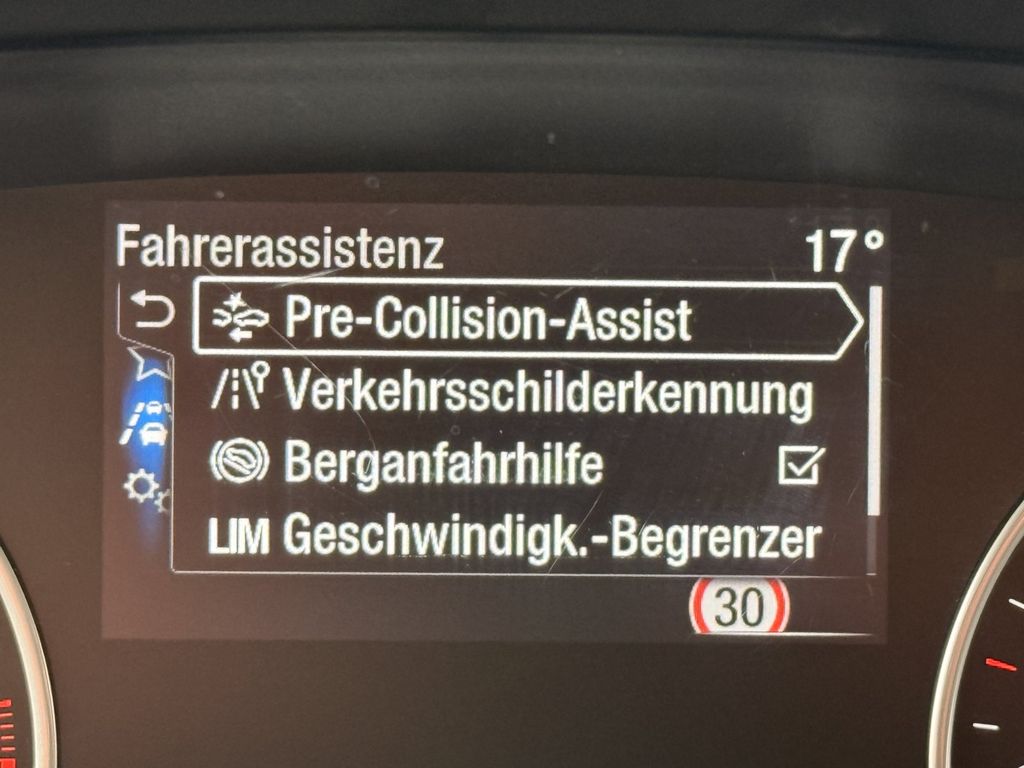 Fahrerassistenz 17°
Pre-Collision-Assist
Verkehrsschilderkennung
Berganfahrhilfe
LIM Geschwindigk.-Begrenzer
30